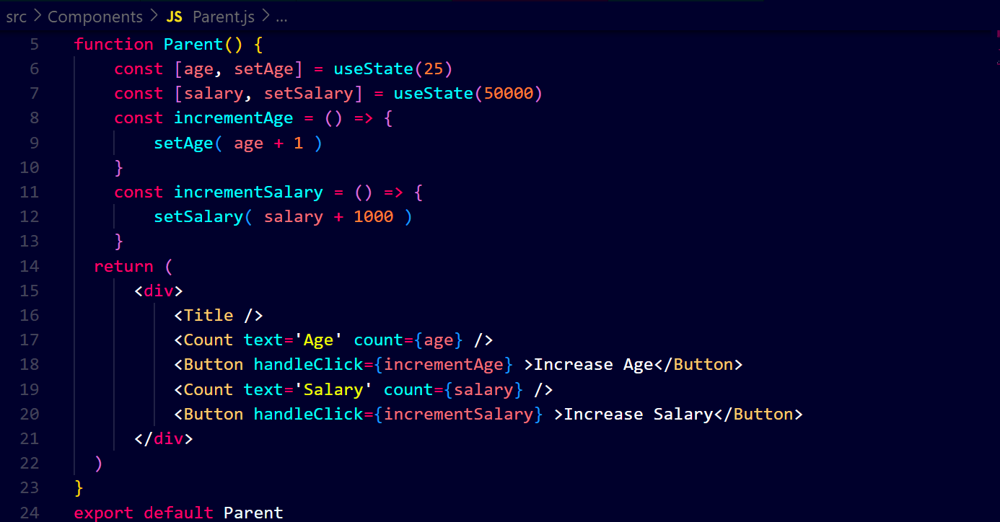 src > Components > JS Parent.js > ...
5 function Parent() {
6     const [age, setAge] = useState(25)
7     const [salary, setSalary] = useState(50000)
8     const incrementAge = () => {
9         setAge( age + 1 )
10     }
11     const incrementSalary = () => {
12         setSalary( salary + 1000 )
13     }
14   return (
15       <div>
16           <Title />
17           <Count text='Age' count={age} />
18           <Button handleClick={incrementAge} >Increase Age</Button>
19           <Count text='Salary' count={salary} />
20           <Button handleClick={incrementSalary} >Increase Salary</Button>
21       </div>
22   )
23 }
24 export default Parent